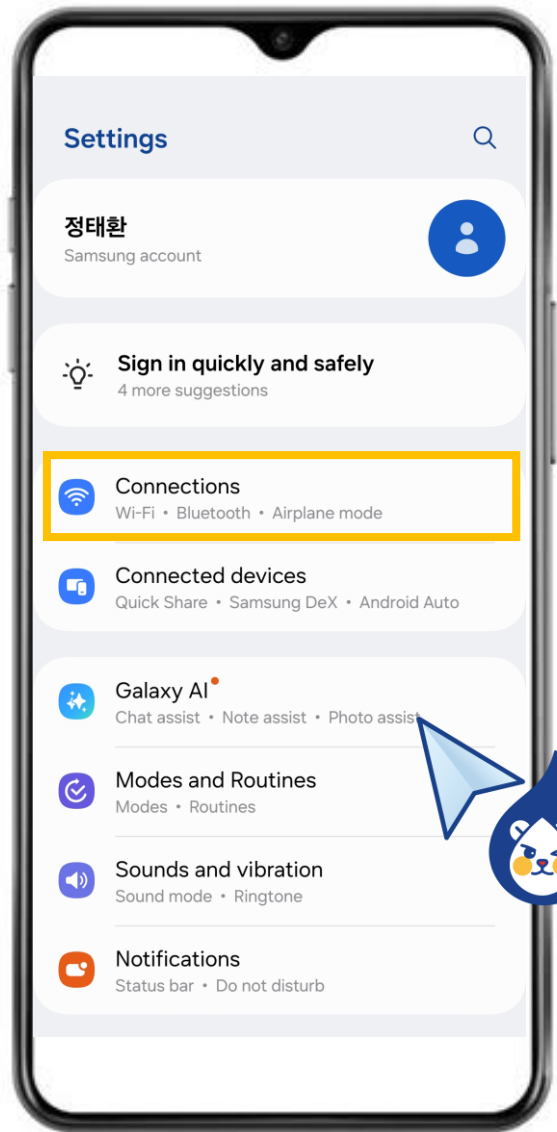 Settings
정태환
Samsung account
Sign in quickly and safely
4 more suggestions
Connections
Wi-Fi • Bluetooth • Airplane mode
Connected devices
Quick Share • Samsung DeX • Android Auto
Galaxy AI
Chat assist • Note assist • Photo assist
Modes and Routines
Modes • Routines
Sounds and vibration
Sound mode • Ringtone
Notifications
Status bar • Do not disturb